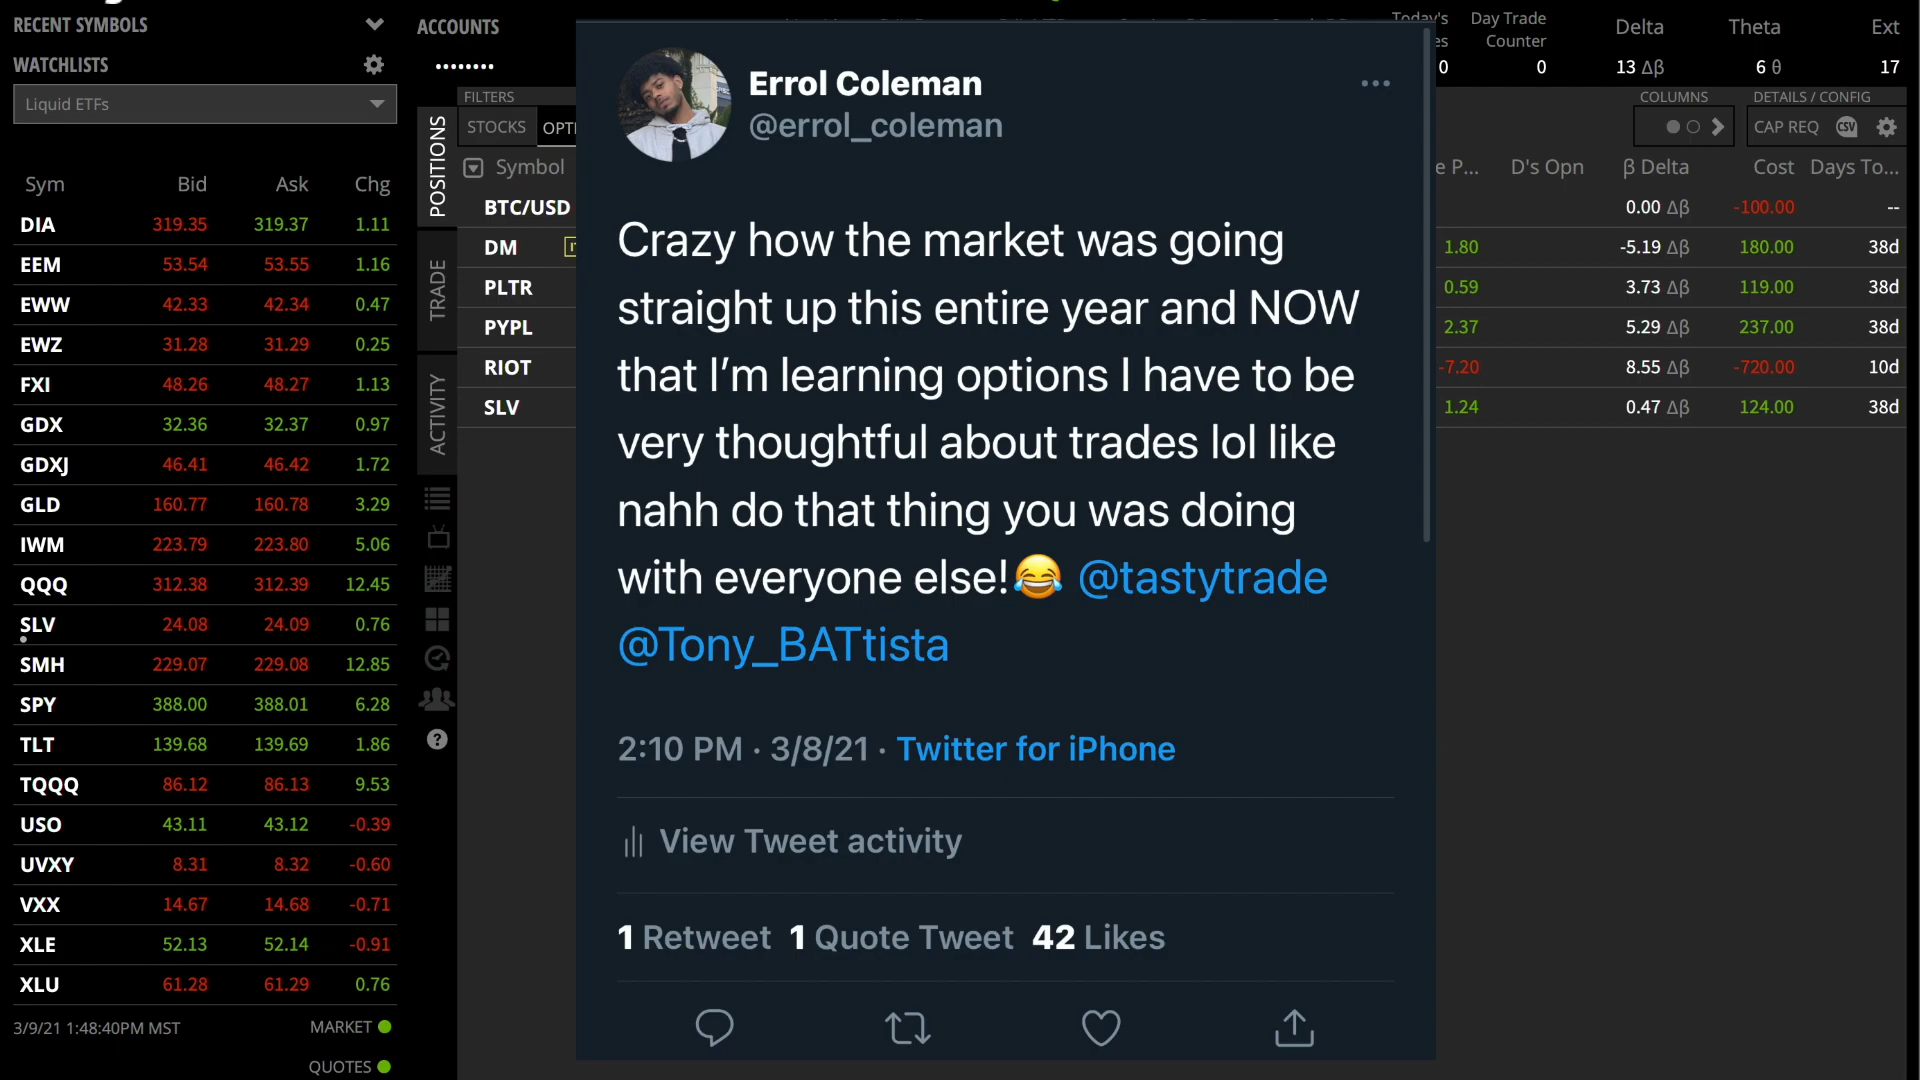 RECENT SYMBOLS
WATCHLISTS
Liquid ETFs
Sym Bid Ask Chg
DIA 319.35 319.37 1.11
EEM 53.54 53.55 1.16
EWW 42.33 42.34 0.47
EWZ 31.28 31.29 0.25
FXI 48.26 48.27 1.13
GDX 32.36 32.37 0.97
GDXJ 46.41 46.42 1.72
GLD 160.77 160.78 3.29
IWM 223.79 223.80 5.06
QQQ 312.38 312.39 12.45
SLV 24.08 24.09 0.76
SMH 229.07 229.08 12.85
SPY 388.00 388.01 6.28
TLT 139.68 139.69 1.86
TQQQ 86.12 86.13 9.53
USO 43.11 43.12 -0.39
UVXY 8.31 8.32 -0.60
VXX 14.67 14.68 -0.71
XLE 52.13 52.14 -0.91
XLU 61.28 61.29 0.76
3/9/21 1:48:40PM MST MARKET
QUOTES
ACCOUNTS
POSITIONS
TRADE
ACTIVITY
FILTERS
STOCKS OPTI
Symbol
BTC/USD
DM
PLTR
PYPL
RIOT
SLV
Errol Coleman
@errol_coleman
Crazy how the market was going
straight up this entire year and NOW
that I'm learning options I have to be
very thoughtful about trades lol like
nahh do that thing you was doing
with everyone else!😂 @tastytrade
@Tony_BATtista
2:10 PM · 3/8/21 · Twitter for iPhone
View Tweet activity
1 Retweet 1 Quote Tweet 42 Likes
Today's Day Trade Delta Theta Ext
es Counter
0 0 13 Δβ 6 θ 17
COLUMNS DETAILS / CONFIG
CAP REQ CSV
e P... D's Opn β Delta Cost Days To...
0.00 Δβ -100.00 --
1.80 -5.19 Δβ 180.00 38d
0.59 3.73 Δβ 119.00 38d
2.37 5.29 Δβ 237.00 38d
-7.20 8.55 Δβ -720.00 10d
1.24 0.47 Δβ 124.00 38d